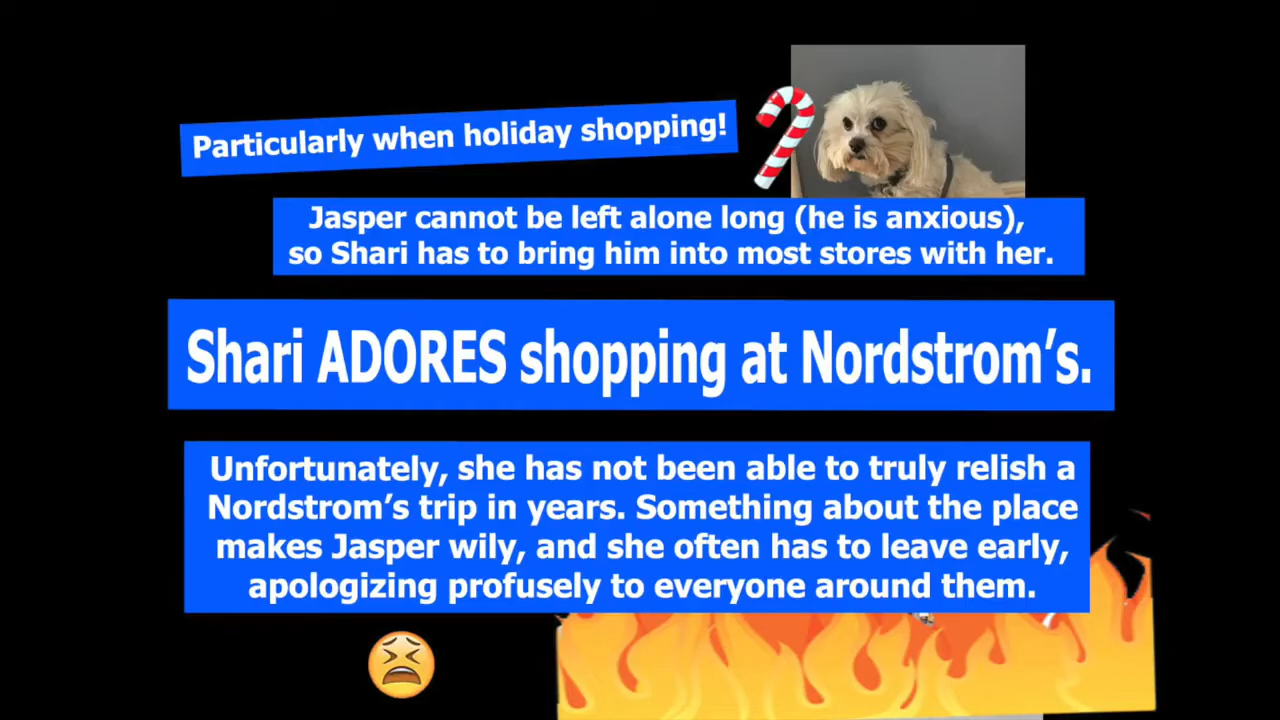 Particularly when holiday shopping!
Jasper cannot be left alone long (he is anxious),
so Shari has to bring him into most stores with her.
Shari ADORES shopping at Nordstrom’s.
Unfortunately, she has not been able to truly relish a
Nordstrom’s trip in years. Something about the place
makes Jasper wily, and she often has to leave early,
apologizing profusely to everyone around them.